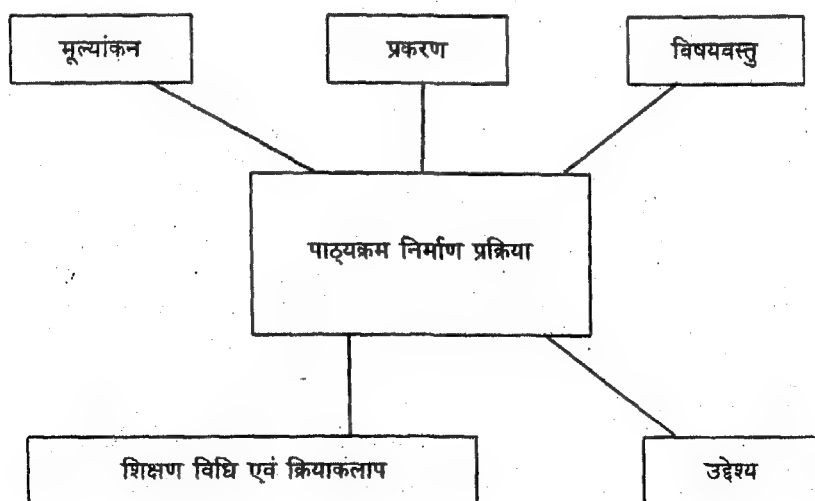 मूल्यांकन
प्रकरण
विषयवस्तु
पाठ्यक्रम निर्माण प्रक्रिया
शिक्षण विधि एवं क्रियाकलाप
उद्देश्य